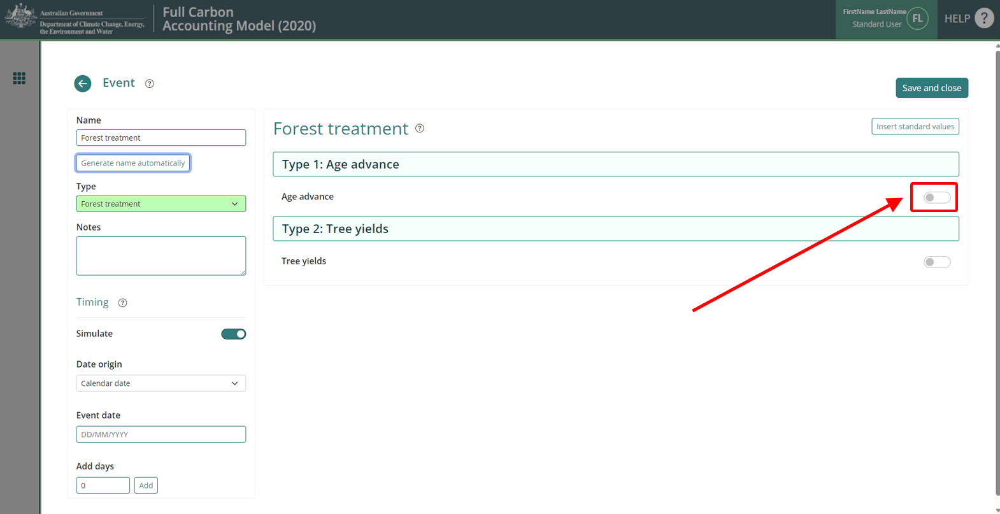 Australian Government
Department of Climate Change, Energy,
the Environment and Water
Full Carbon
Accounting Model (2020)
FirstName LastName
Standard User
FL
HELP ?
Event ?
Save and close
Name
Forest treatment
Generate name automatically
Type
Forest treatment
Notes
Timing ?
Simulate
Date origin
Calendar date
Event date
DD/MM/YYYY
Add days
0
Add
Forest treatment ?
Insert standard values
Type 1: Age advance
Age advance
Type 2: Tree yields
Tree yields